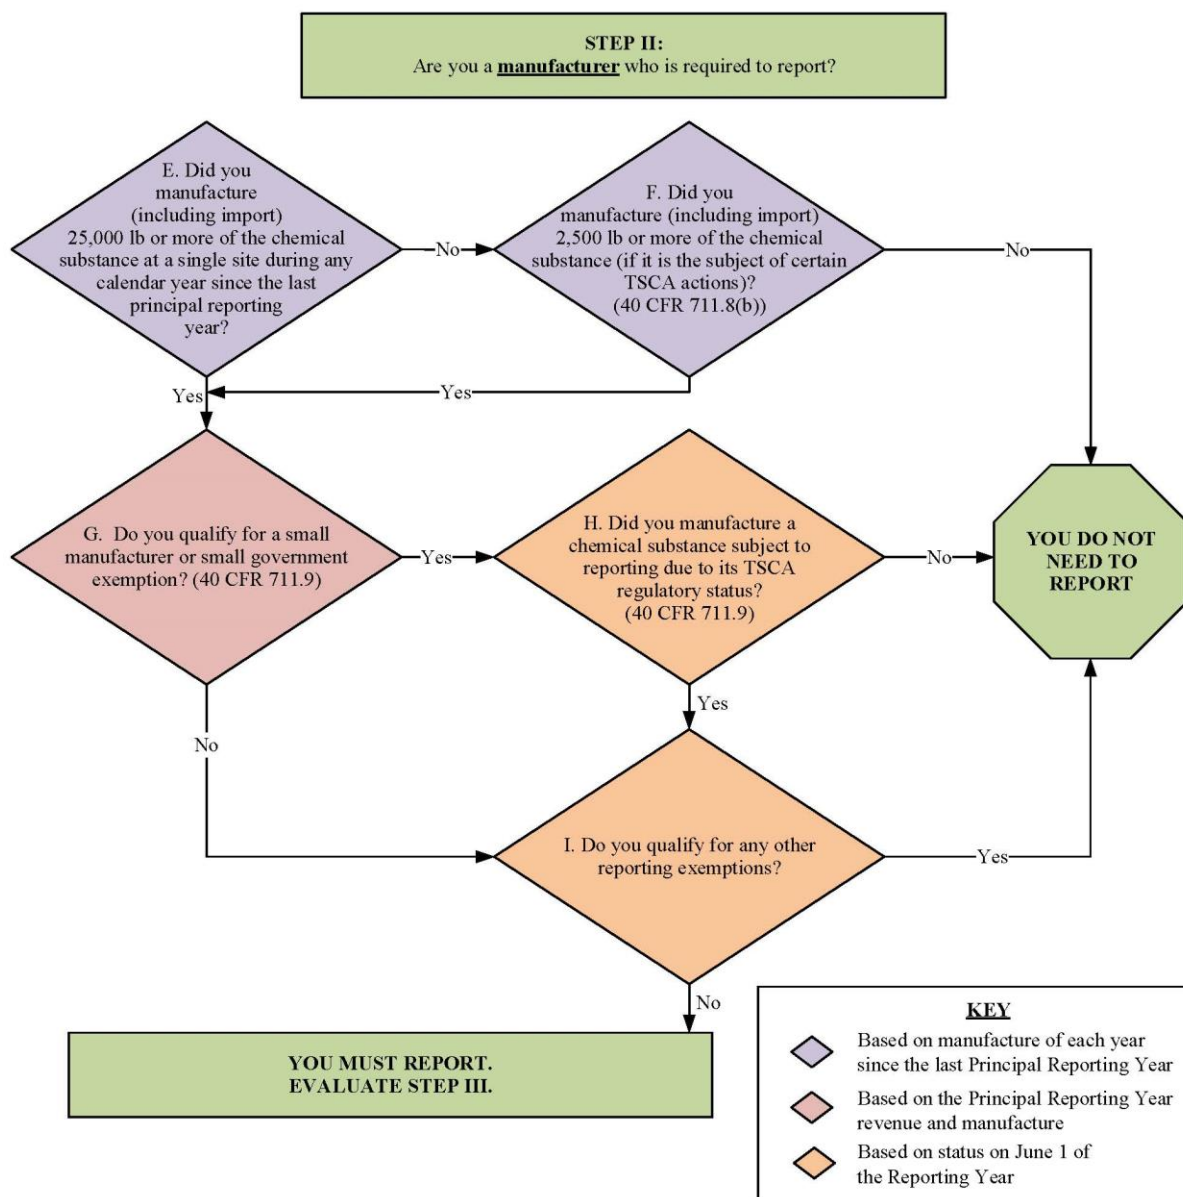 STEP II:
Are you a manufacturer who is required to report?
E. Did you
manufacture
(including import)
25,000 lb or more of the chemical
substance at a single site during any
calendar year since the last
principal reporting
year?
No
F. Did you
manufacture (including import)
2,500 lb or more of the chemical
substance (if it is the subject of certain
TSCA actions)?
(40 CFR 711.8(b))
No
Yes
Yes
G. Do you qualify for a small
manufacturer or small government
exemption? (40 CFR 711.9)
Yes
H. Did you manufacture a
chemical substance subject to
reporting due to its TSCA
regulatory status?
(40 CFR 711.9)
No
YOU DO NOT
NEED TO
REPORT
Yes
No
I. Do you qualify for any other
reporting exemptions?
Yes
No
YOU MUST REPORT.
EVALUATE STEP III.
KEY
Based on manufacture of each year
since the last Principal Reporting Year
Based on the Principal Reporting Year
revenue and manufacture
Based on status on June 1 of
the Reporting Year